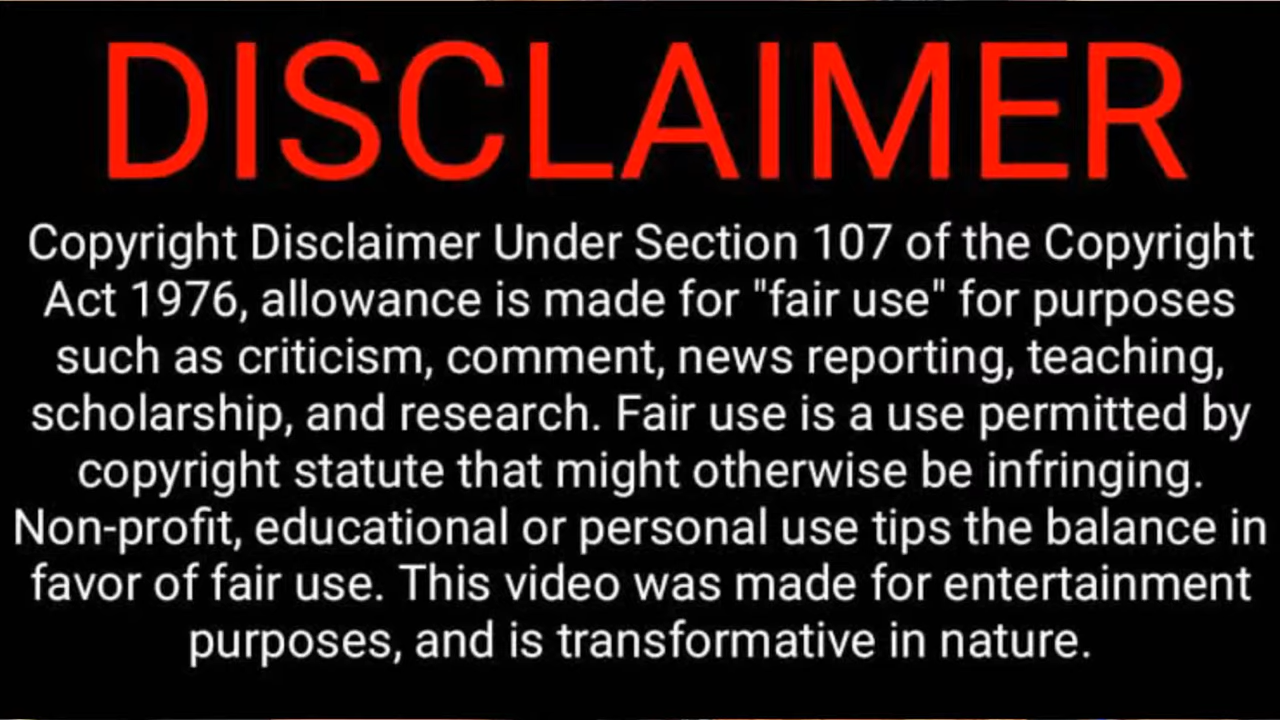 DISCLAIMER
Copyright Disclaimer Under Section 107 of the Copyright
Act 1976, allowance is made for "fair use" for purposes
such as criticism, comment, news reporting, teaching,
scholarship, and research. Fair use is a use permitted by
copyright statute that might otherwise be infringing.
Non-profit, educational or personal use tips the balance in
favor of fair use. This video was made for entertainment
purposes, and is transformative in nature.